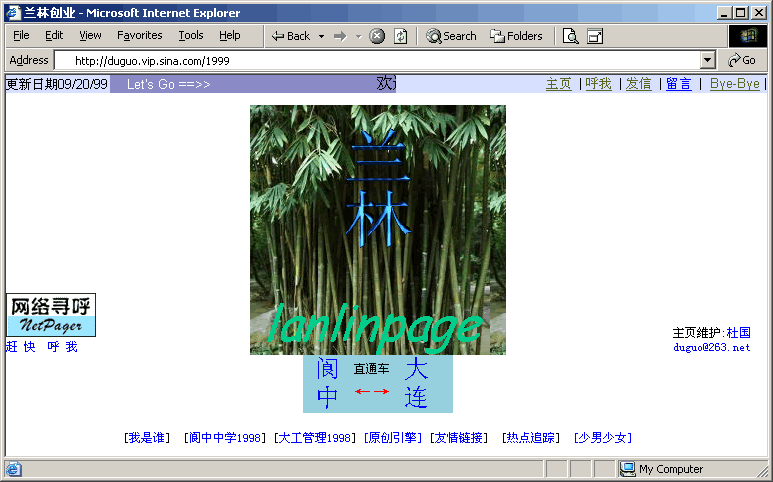 兰林创业 - Microsoft Internet Explorer
File Edit View Favorites Tools Help Back Search Folders
Address http://duguo.vip.sina.com/1999 Go
更新日期09/20/99 Let's Go ==>> 欢 主页 | 呼我 | 发信 | 留言 | Bye-Bye |
兰
林
lanlinpage
网络寻呼
NetPager
赶 快 呼 我
主页维护:杜国
duguo@263.net
阆 直通车 大
中 连
[我是谁] [阆中中学1998] [大工管理1998] [原创引擎] [友情链接] [热点追踪] [少男少女]
My Computer